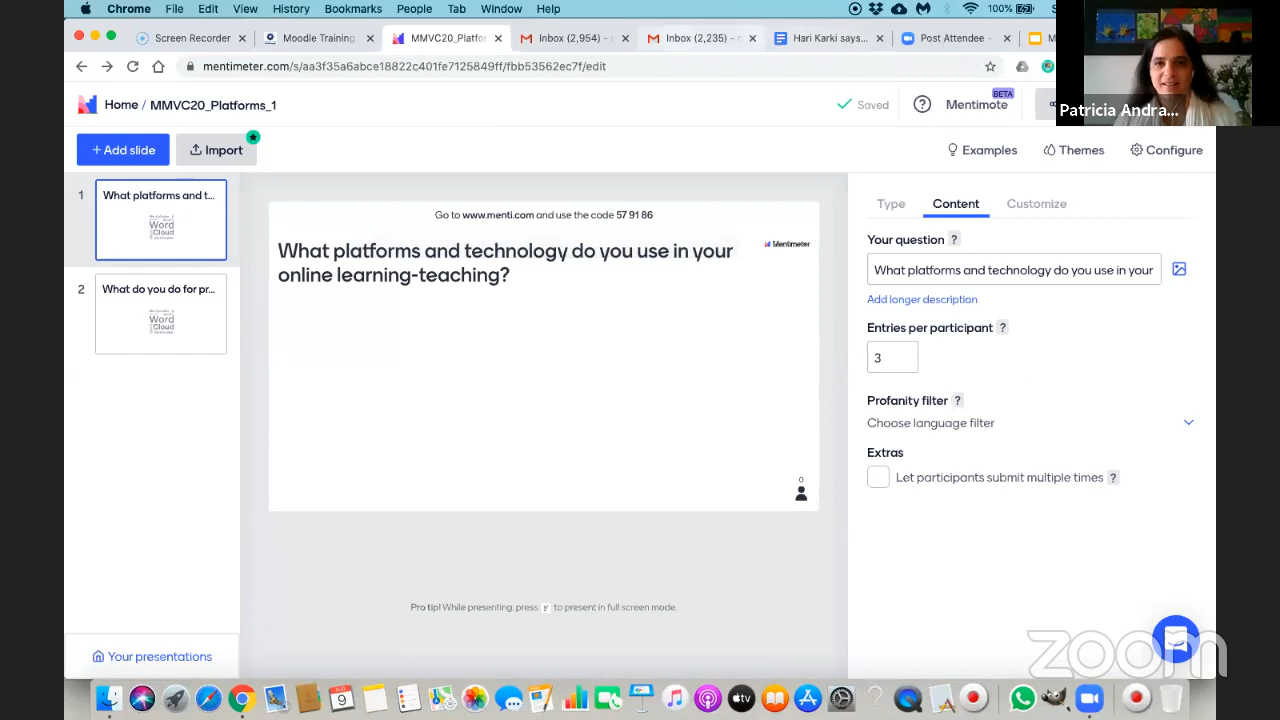 Chrome File Edit View History Bookmarks People Tab Window Help 100%
Screen Recorder
Moodle Training
MMVC20_Platfor
Inbox (2,954)
Inbox (2,235)
Hari Karki says...
Post Attendee -
mentimeter.com/s/aa3f35a6abce18822c401fe7125849ff/fbb53562ec7f/edit
Patricia Andra...
Home / MMVC20_Platforms_1
Saved
Mentimote
BETA
+ Add slide
Import
Examples
Themes
Configure
1
What platforms and t...
Word
Cloud
2
What do you do for pr...
Word
Cloud
Go to www.menti.com and use the code 57 91 86
Mentimeter
What platforms and technology do you use in your
online learning-teaching?
0
Pro tip! While presenting, press F to present in full screen mode.
Type Content Customize
Your question ?
What platforms and technology do you use in your
Add longer description
Entries per participant ?
3
Profanity filter ?
Choose language filter
Extras
Let participants submit multiple times ?
Your presentations
zoom
9
tv